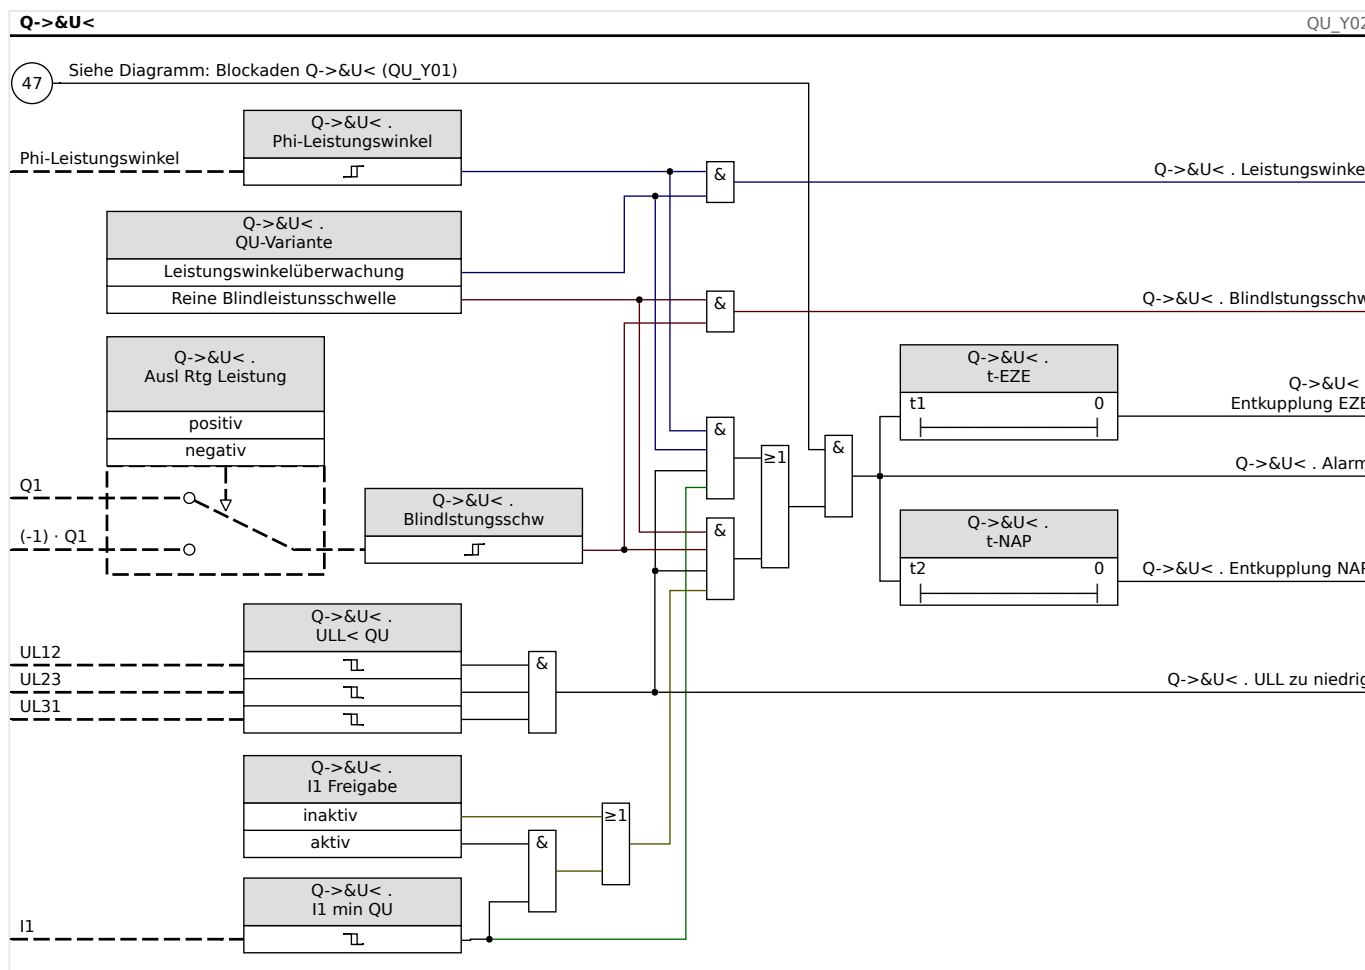 Q->&U<
QU_Y02
47
Siehe Diagramm: Blockaden Q->&U< (QU_Y01)
Q->&U< .
Phi-Leistungswinkel
Phi-Leistungswinkel
&
Q->&U< . Leistungswinke
Q->&U< .
QU-Variante
Leistungswinkelüberwachung
Reine Blindleistunsschwelle
&
Q->&U< . Blindlstungsschw
Q->&U< .
Ausl Rtg Leistung
positiv
negativ
Q->&U< .
t-EZE
t1
0
Q->&U< .
Entkupplung EZE
&
≥1
&
Q->&U< . Alarm
Q1
(-1) · Q1
Q->&U< .
Blindlstungsschw
&
Q->&U< .
t-NAP
t2
0
Q->&U< . Entkupplung NAP
Q->&U< .
ULL< QU
UL12
UL23
UL31
&
Q->&U< . ULL zu niedrig
Q->&U< .
I1 Freigabe
inaktiv
aktiv
≥1
&
Q->&U< .
I1 min QU
I1